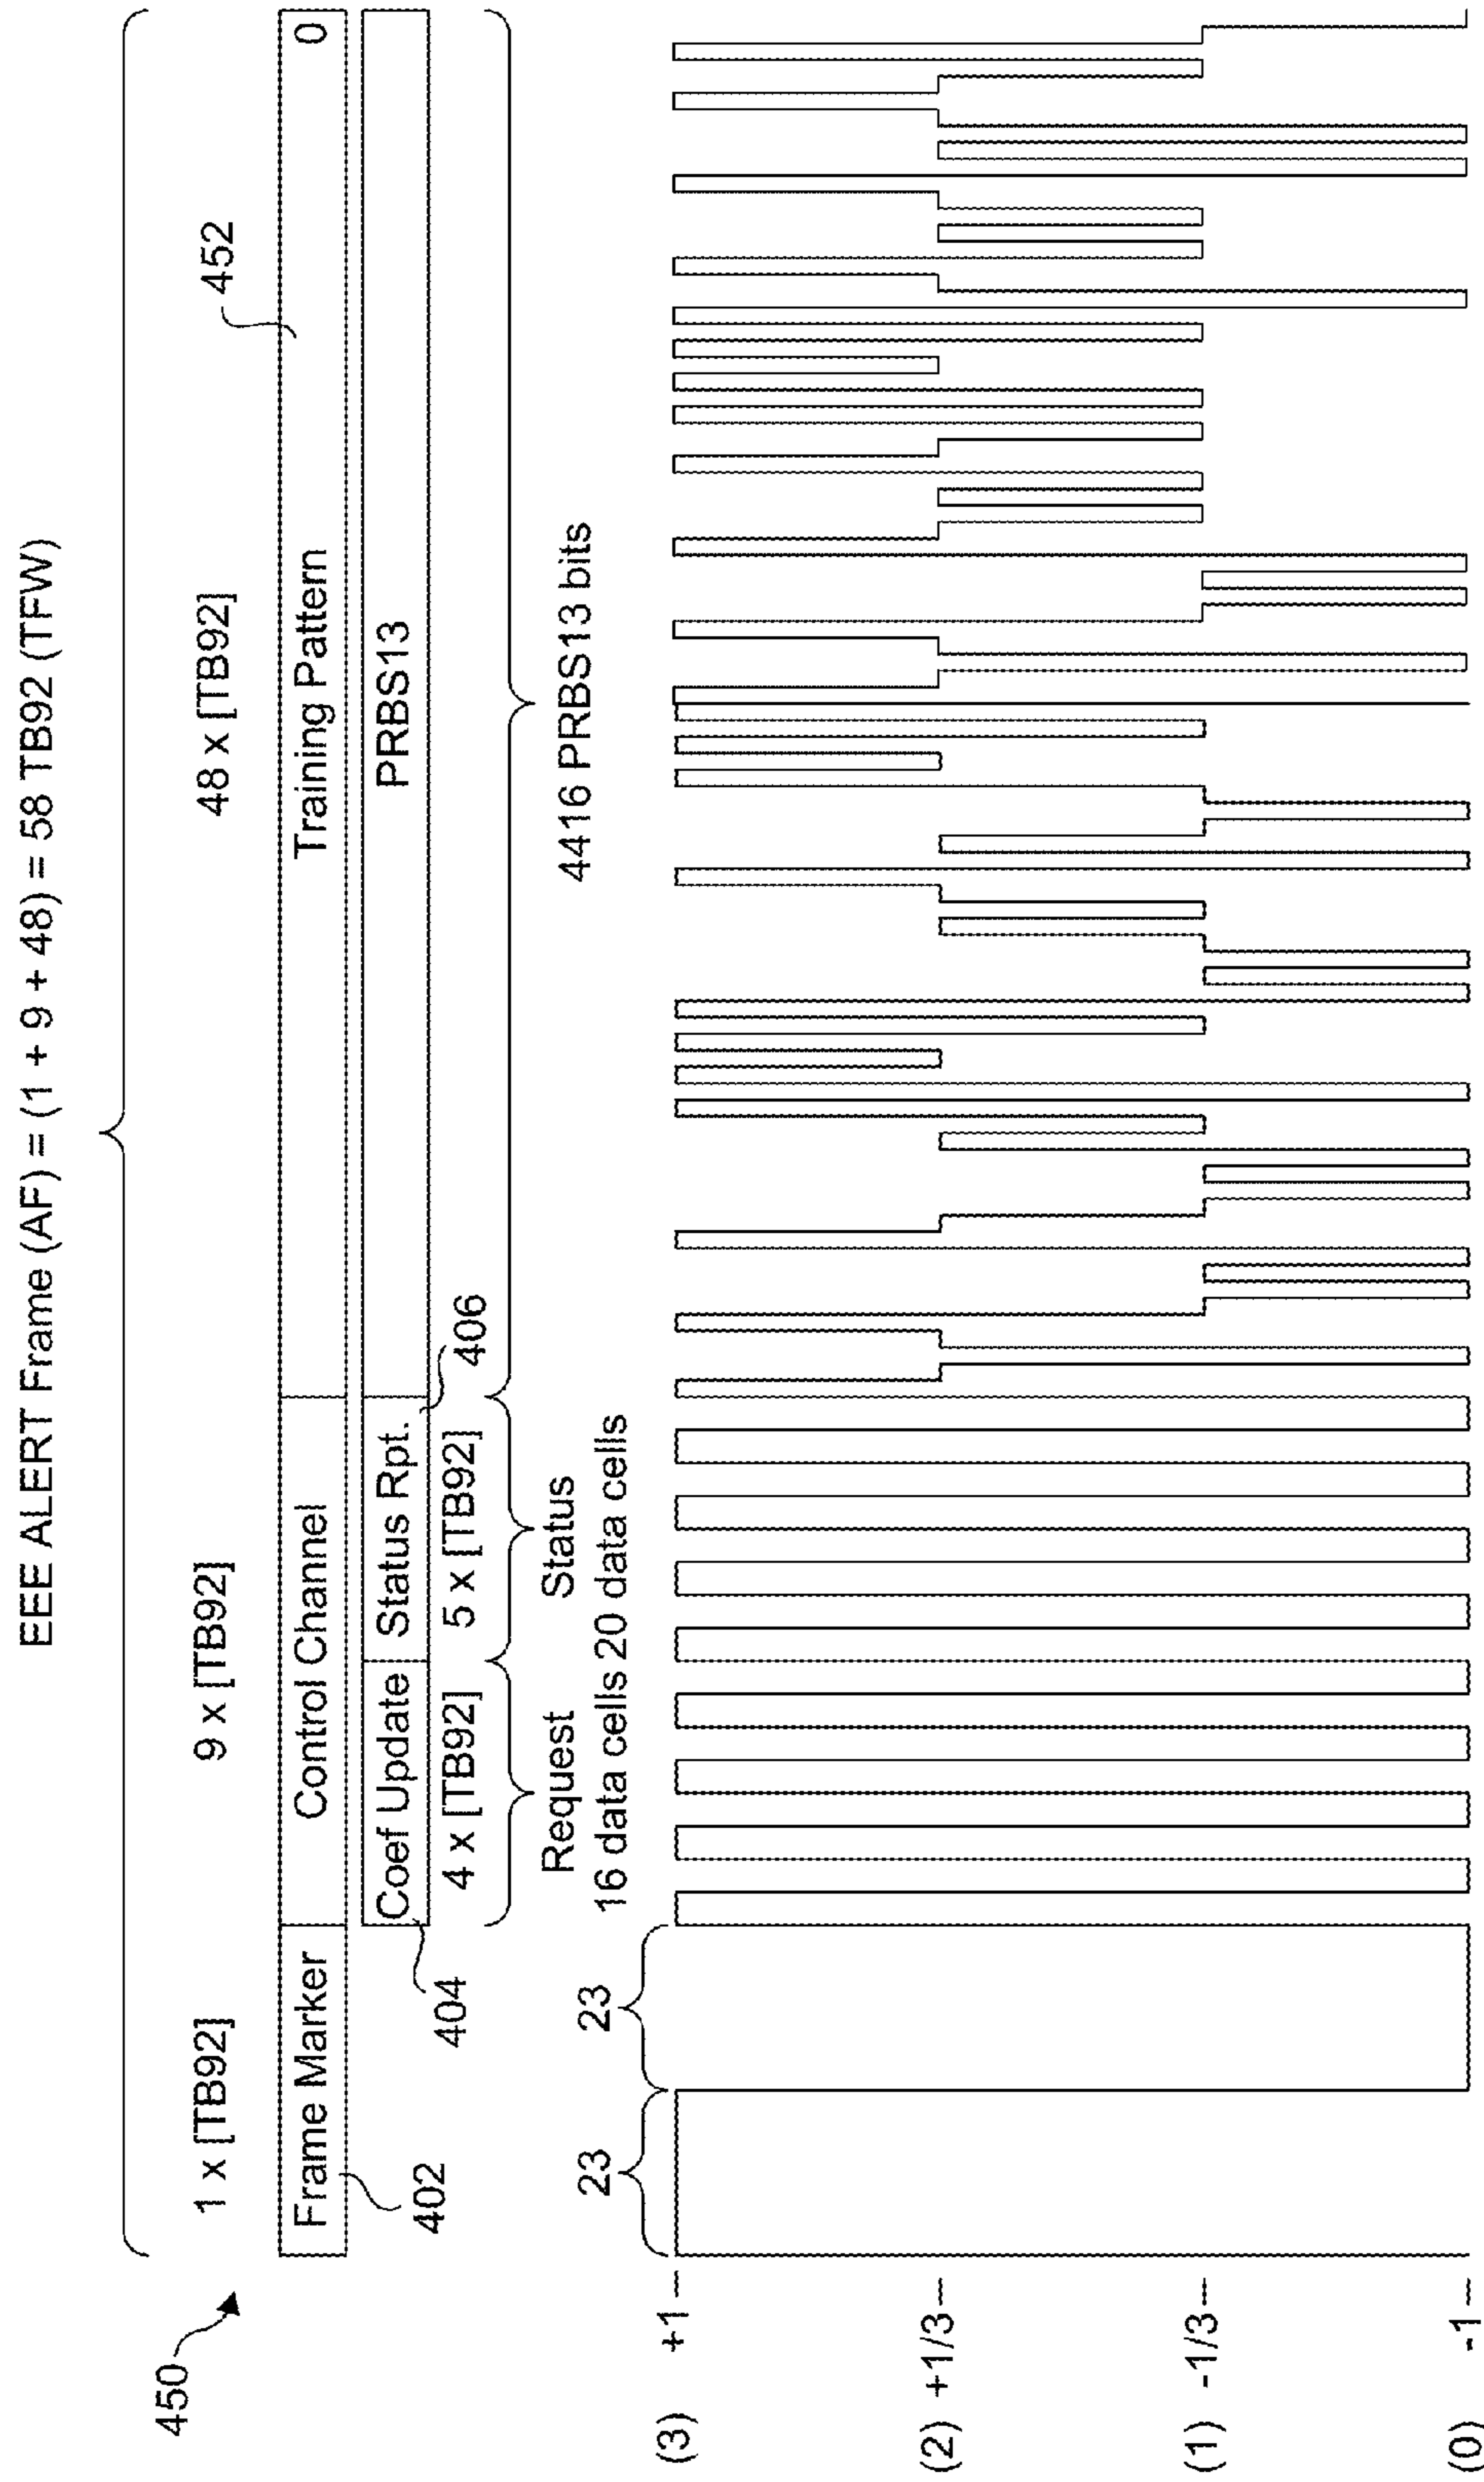 EEE ALERT Frame (AF) = (1 + 9 + 48) = 58 TB92 (TFW)
450
1 x [TB92]
9 x [TB92]
48 x [TB92]
452
Frame Marker
Control Channel
Training Pattern
0
402
Coef Update
Status Rpt.
PRBS13
404
4 x [TB92]
5 x [TB92]
406
Request
Status
16 data cells
20 data cells
4416 PRBS13 bits
23
23
(3) +1
(2) +1/3
(1) -1/3
(0) -1